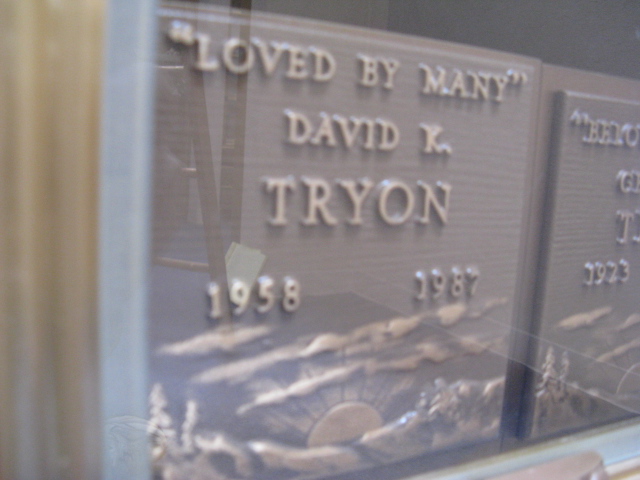 "LOVED BY MANY"
DAVID K.
TRYON
1958 1987
1923